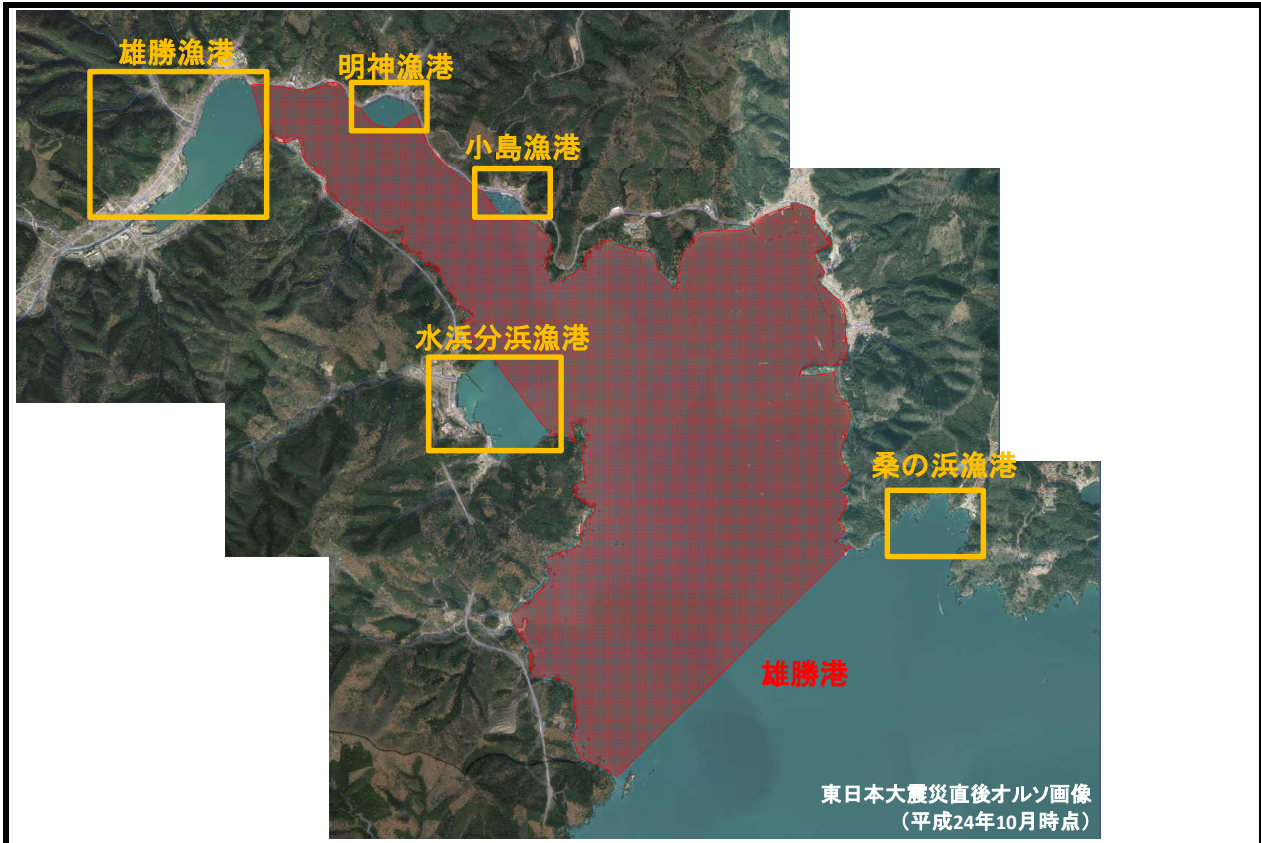 雄勝漁港
明神漁港
小島漁港
水浜分浜漁港
桑の浜漁港
雄勝港
東日本大震災直後オルソ画像
（平成24年10月時点）